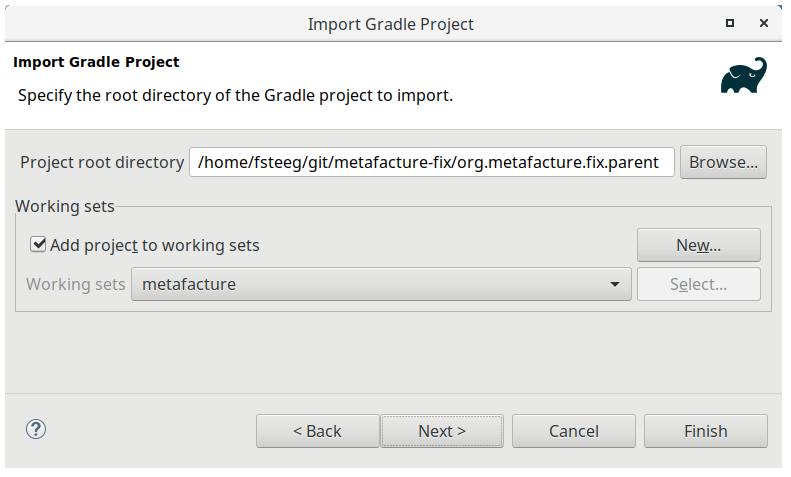 Import Gradle Project
Import Gradle Project
Specify the root directory of the Gradle project to import.
Project root directory /home/fsteeg/git/metafacture-fix/org.metafacture.fix.parent Browse...
Working sets
Add project to working sets New...
Working sets metafacture Select...
? < Back Next > Cancel Finish